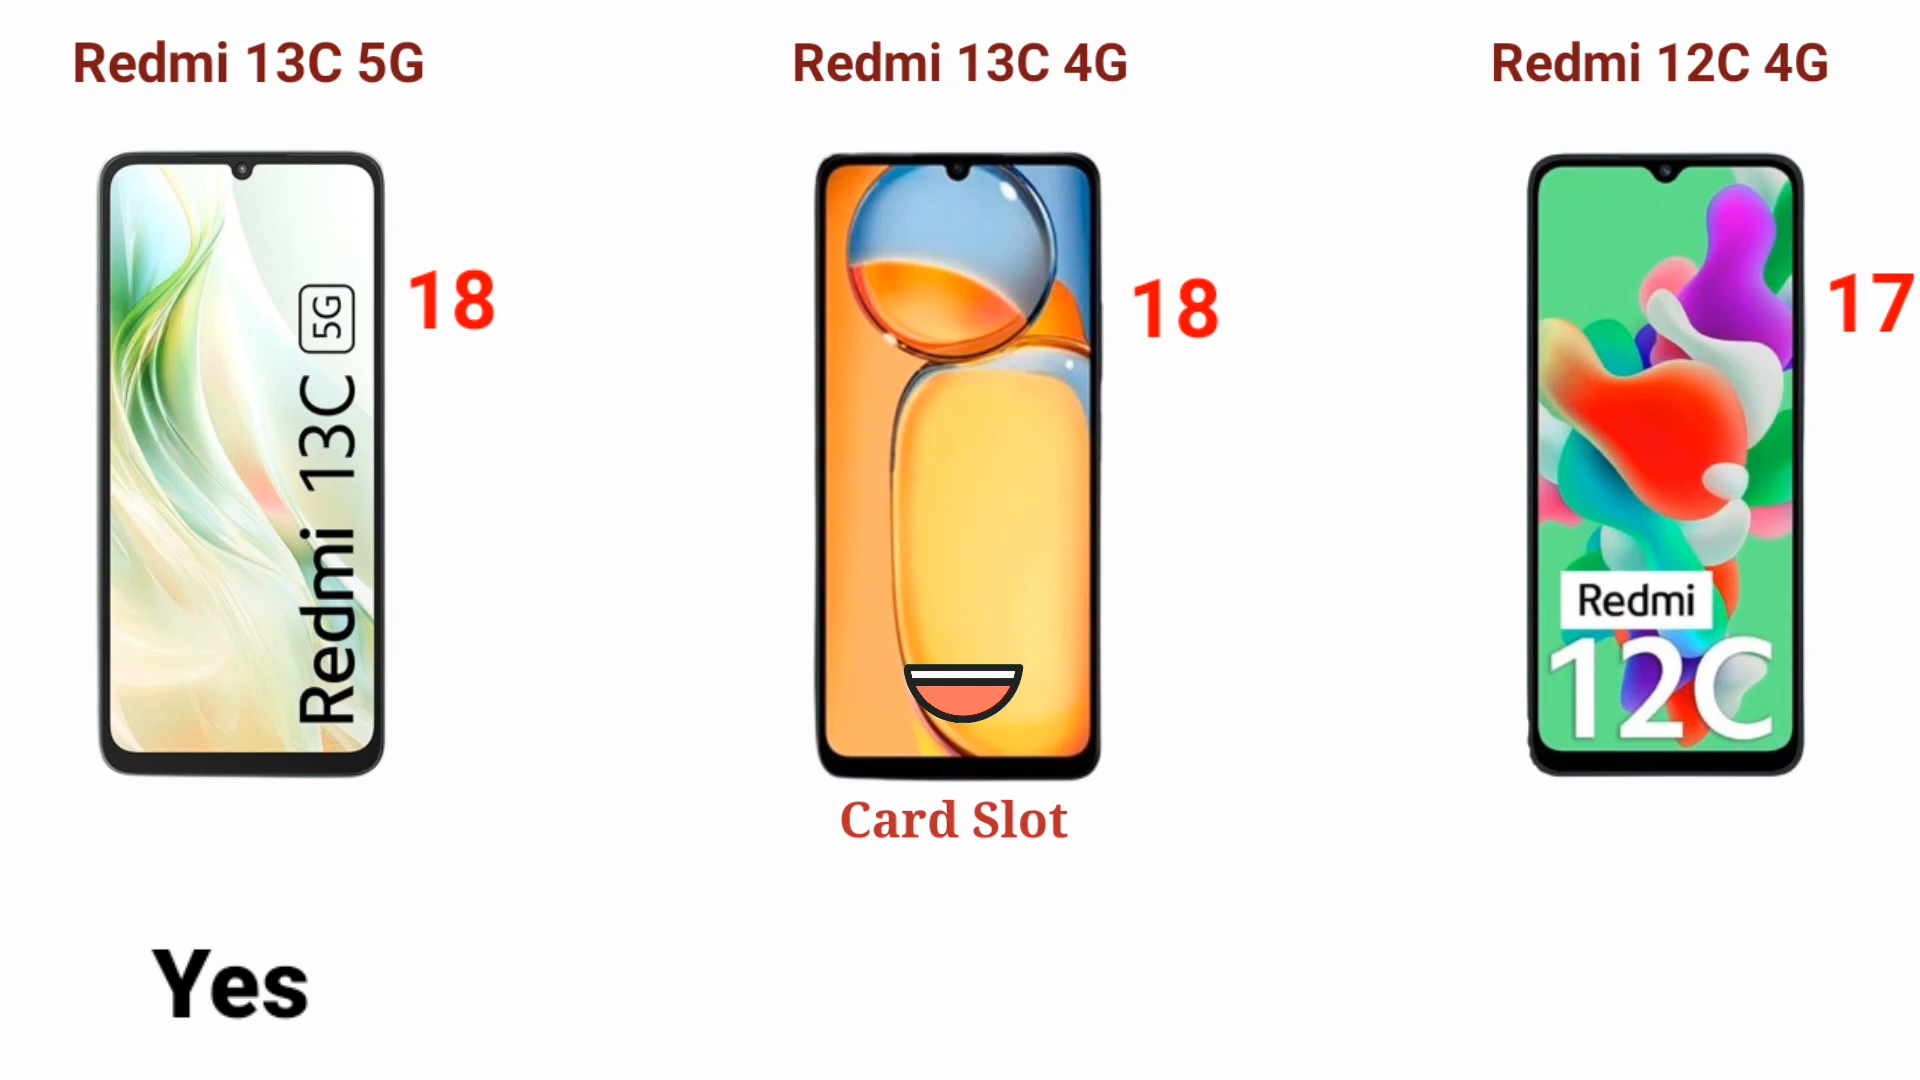 Redmi 13C 5G
Redmi 13C 4G
Redmi 12C 4G
Redmi 13C 5G
18
18
17
Redmi
12C
Card Slot
Yes